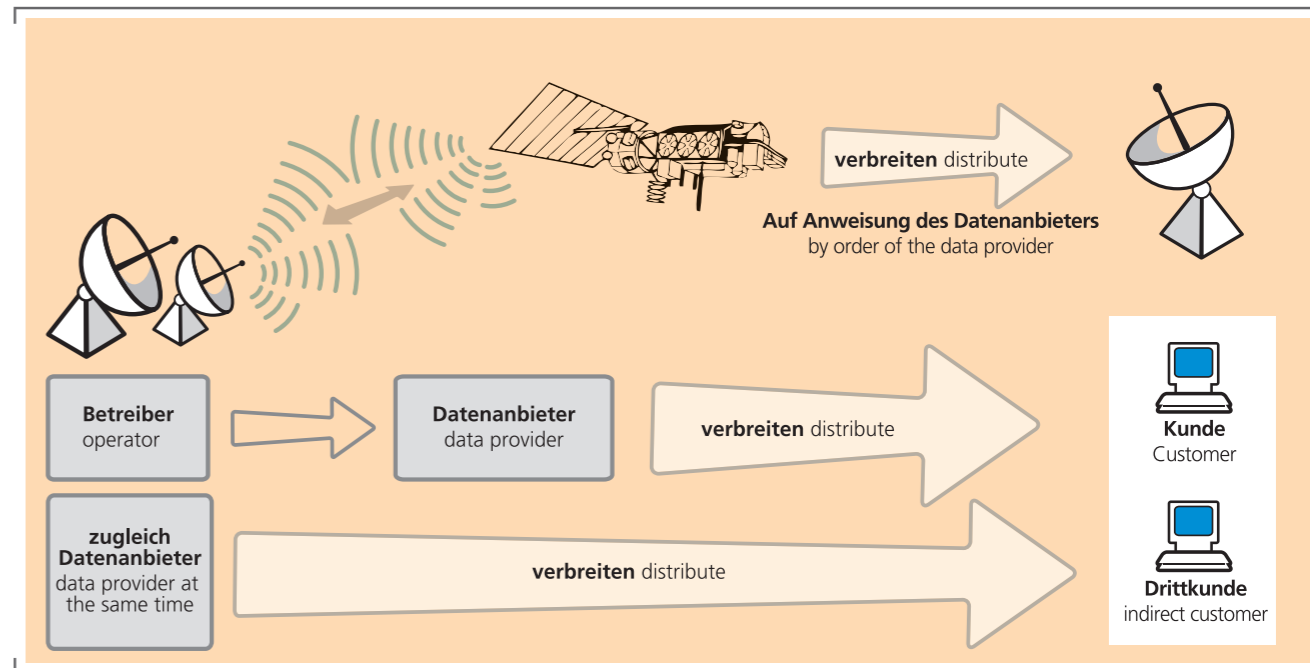 verbreiten distribute
Auf Anweisung des Datenanbieters
by order of the data provider
Betreiber
operator
Datenanbieter
data provider
verbreiten distribute
Kunde
Customer
zugleich
Datenanbieter
data provider at
the same time
verbreiten distribute
Drittkunde
indirect customer